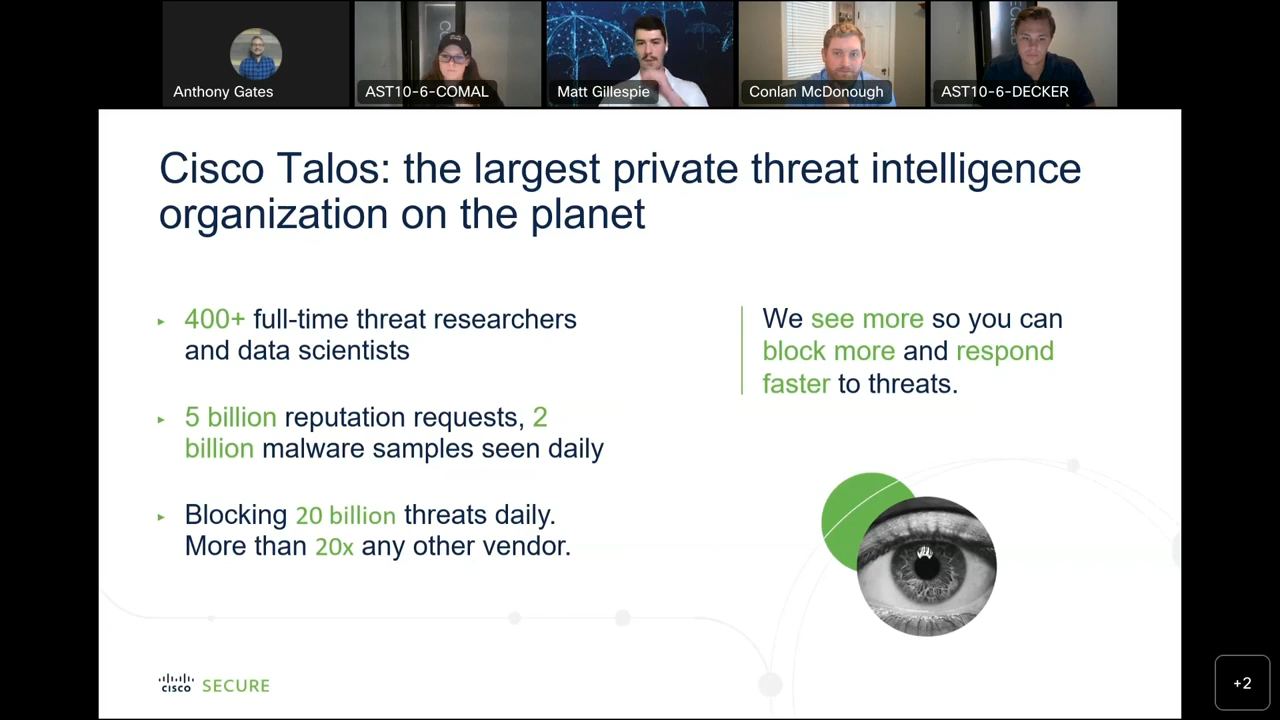 Anthony Gates
AST10-6-COMAL
Matt Gillespie
Conlan McDonough
AST10-6-DECKER
Cisco Talos: the largest private threat intelligence
organization on the planet
▸ 400+ full-time threat researchers
and data scientists
▸ 5 billion reputation requests, 2
billion malware samples seen daily
▸ Blocking 20 billion threats daily.
More than 20x any other vendor.
We see more so you can
block more and respond
faster to threats.
CISCO SECURE
+2